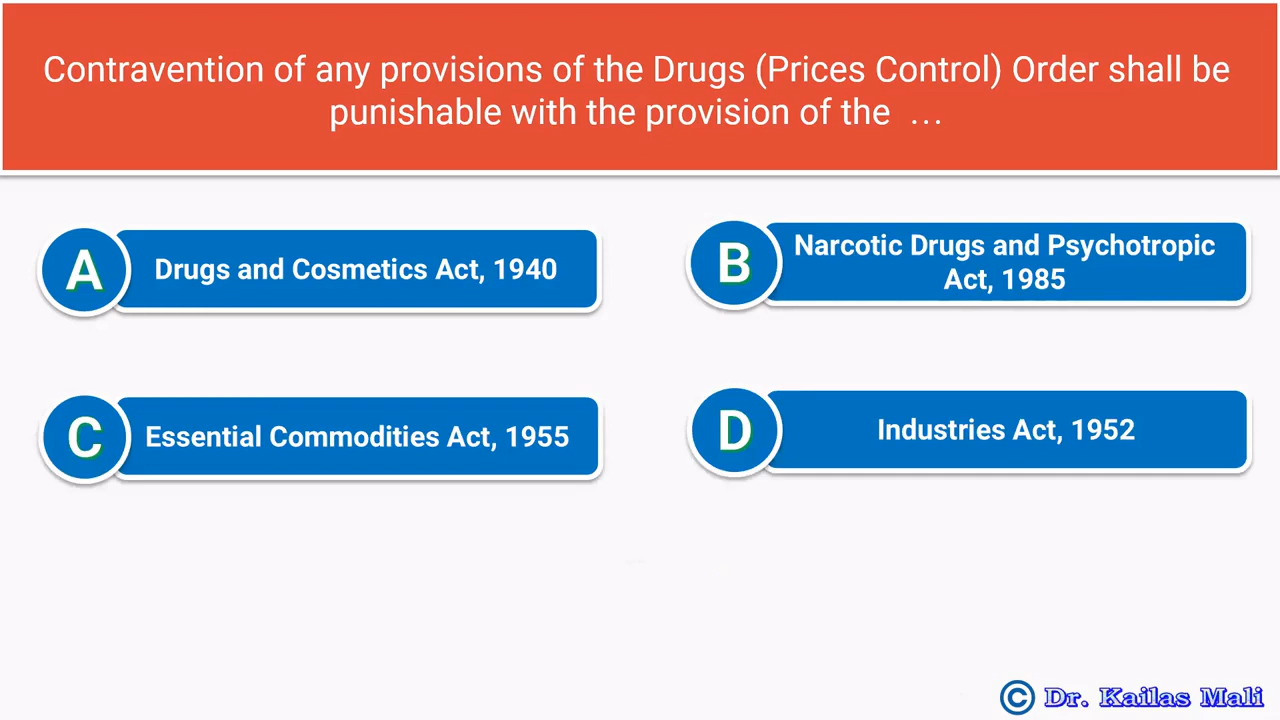 Contravention of any provisions of the Drugs (Prices Control) Order shall be
punishable with the provision of the ...
A
Drugs and Cosmetics Act, 1940
B
Narcotic Drugs and Psychotropic
Act, 1985
C
Essential Commodities Act, 1955
D
Industries Act, 1952
© Dr. Kailas Mali